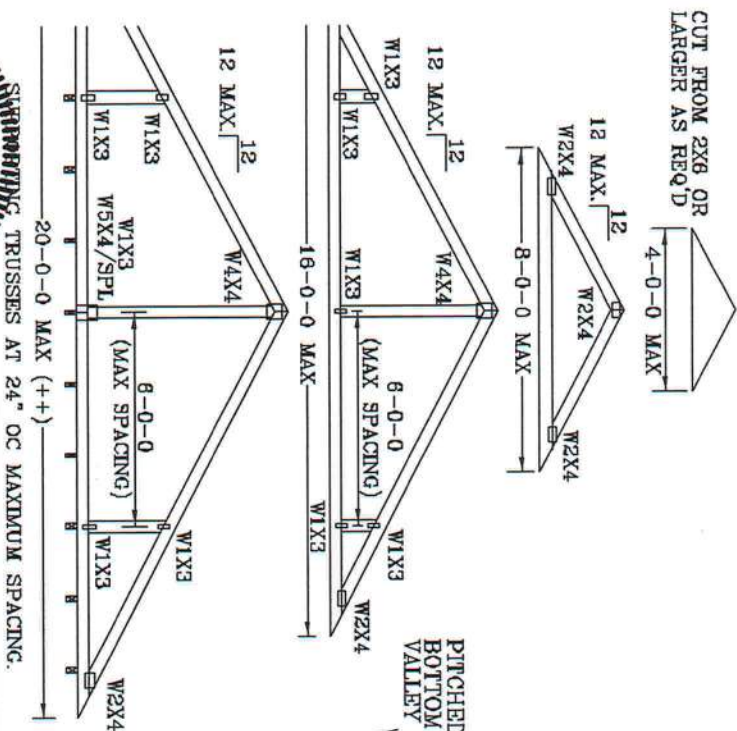 CUT FROM 2X6 OR
LARGER AS REQ'D
4-0-0 MAX
12
12 MAX.
W2X4
W2X4
W2X4
8-0-0 MAX
12
12 MAX.
W1X3
W4X4
W1X3
W1X3
6-0-0
(MAX SPACING)
W1X3
W1X3
W2X4
16-0-0 MAX
PITCHED
BOTTOM
VALLEY
12
12 MAX.
W1X3
W4X4
W1X3
W1X3
W5X4/SPL
6-0-0
(MAX SPACING)
W1X3
W1X3
W2X4
20-0-0 MAX (++)
TRUSSES AT 24" OC MAXIMUM SPACING.